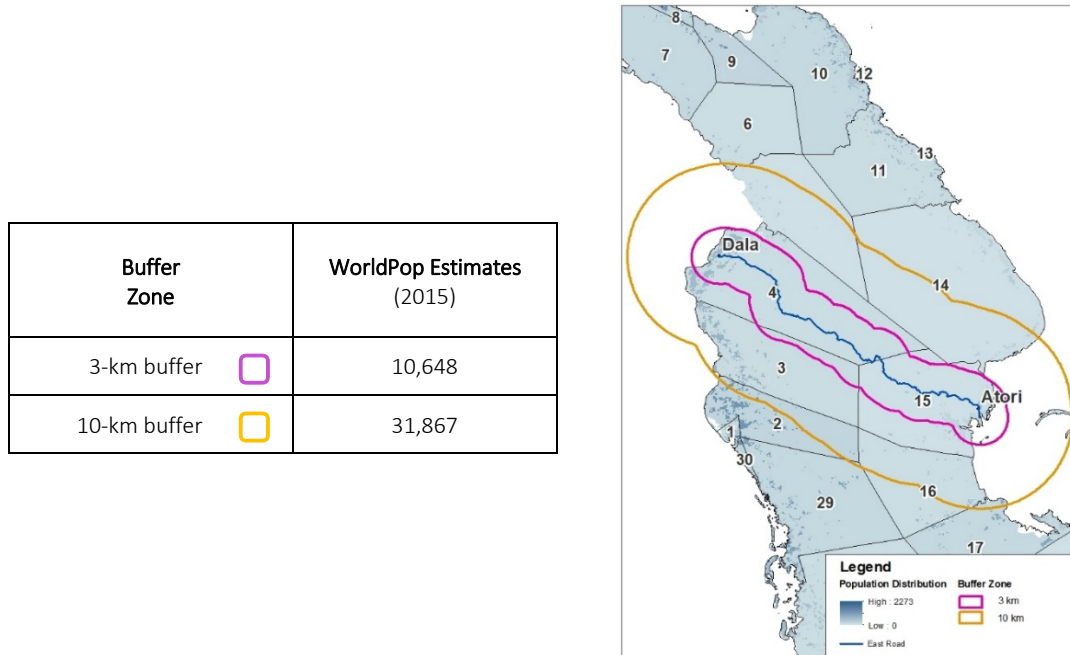 Buffer Zone
WorldPop Estimates (2015)
3-km buffer 10,648
10-km buffer 31,867
8
7
9
10
12
6
13
11
Dala
14
4
3
15
Atori
2
1
30
16
29
17
Legend
Population Distribution
High : 2273
Low : 0
East Road
Buffer Zone
3 km
10 km